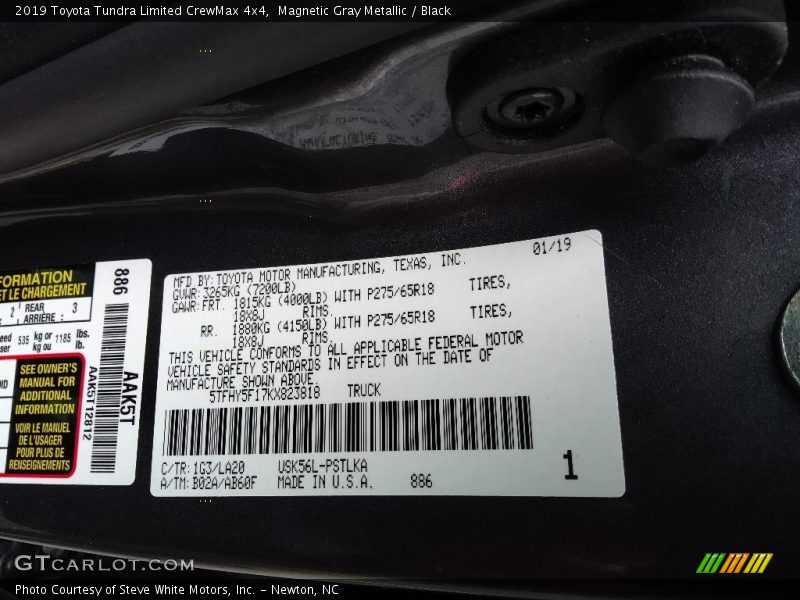 2019 Toyota Tundra Limited CrewMax 4x4,  Magnetic Gray Metallic / Black
FORMATION
ET LE CHARGEMENT
2 REAR 3
ARRIÈRE :
535 kg or 1185 lbs.
kg ou lb.
SEE OWNER'S
MANUAL FOR
ADDITIONAL
INFORMATION
VOIR LE MANUEL
DE L'USAGER
POUR PLUS DE
RENSEIGNEMENTS
886
AAK5T
AAK5T12812
MFD BY: TOYOTA MOTOR MANUFACTURING, TEXAS, INC. 01/19
GVWR: 3265KG (7200LB)
GAWR: FRT. 1815KG (4000LB) WITH P275/65R18 TIRES,
18X8J RIMS.
RR. 1880KG (4150LB) WITH P275/65R18 TIRES,
18X8J RIMS.
THIS VEHICLE CONFORMS TO ALL APPLICABLE FEDERAL MOTOR
VEHICLE SAFETY STANDARDS IN EFFECT ON THE DATE OF
MANUFACTURE SHOWN ABOVE.
5TFHY5F17KX823818 TRUCK
C/TR: 1G3/LA20 USK56L-PSTLKA
A/TM: B02A/AB60F MADE IN U.S.A. 886
1
GTCARLOT.COM
Photo Courtesy of Steve White Motors, Inc. – Newton, NC